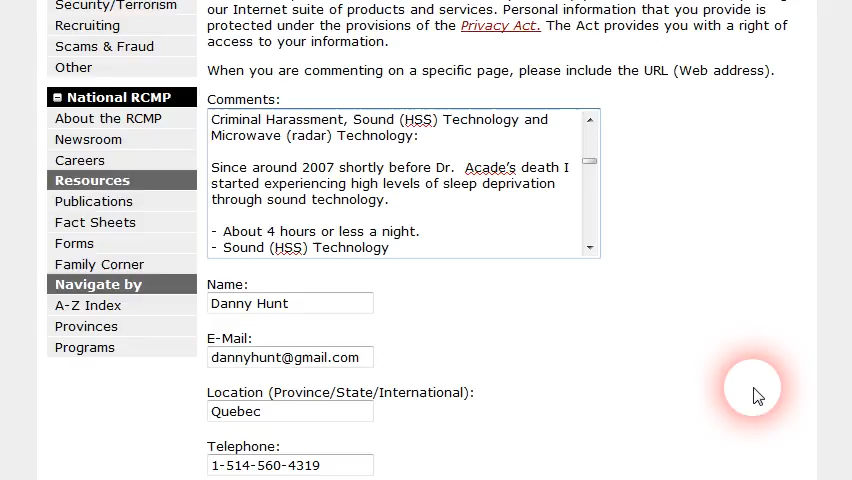 Security/Terrorism
Recruiting
Scams & Fraud
Other
National RCMP
About the RCMP
Newsroom
Careers
Resources
Publications
Fact Sheets
Forms
Family Corner
Navigate by
A-Z Index
Provinces
Programs
our Internet suite of products and services. Personal information that you provide is
protected under the provisions of the Privacy Act. The Act provides you with a right of
access to your information.
When you are commenting on a specific page, please include the URL (Web address).
Comments:
Criminal Harassment, Sound (HSS) Technology and
Microwave (radar) Technology:
Since around 2007 shortly before Dr. Acade's death I
started experiencing high levels of sleep deprivation
through sound technology.
- About 4 hours or less a night.
- Sound (HSS) Technology
Name:
Danny Hunt
E-Mail:
dannyhunt@gmail.com
Location (Province/State/International):
Quebec
Telephone:
1-514-560-4319